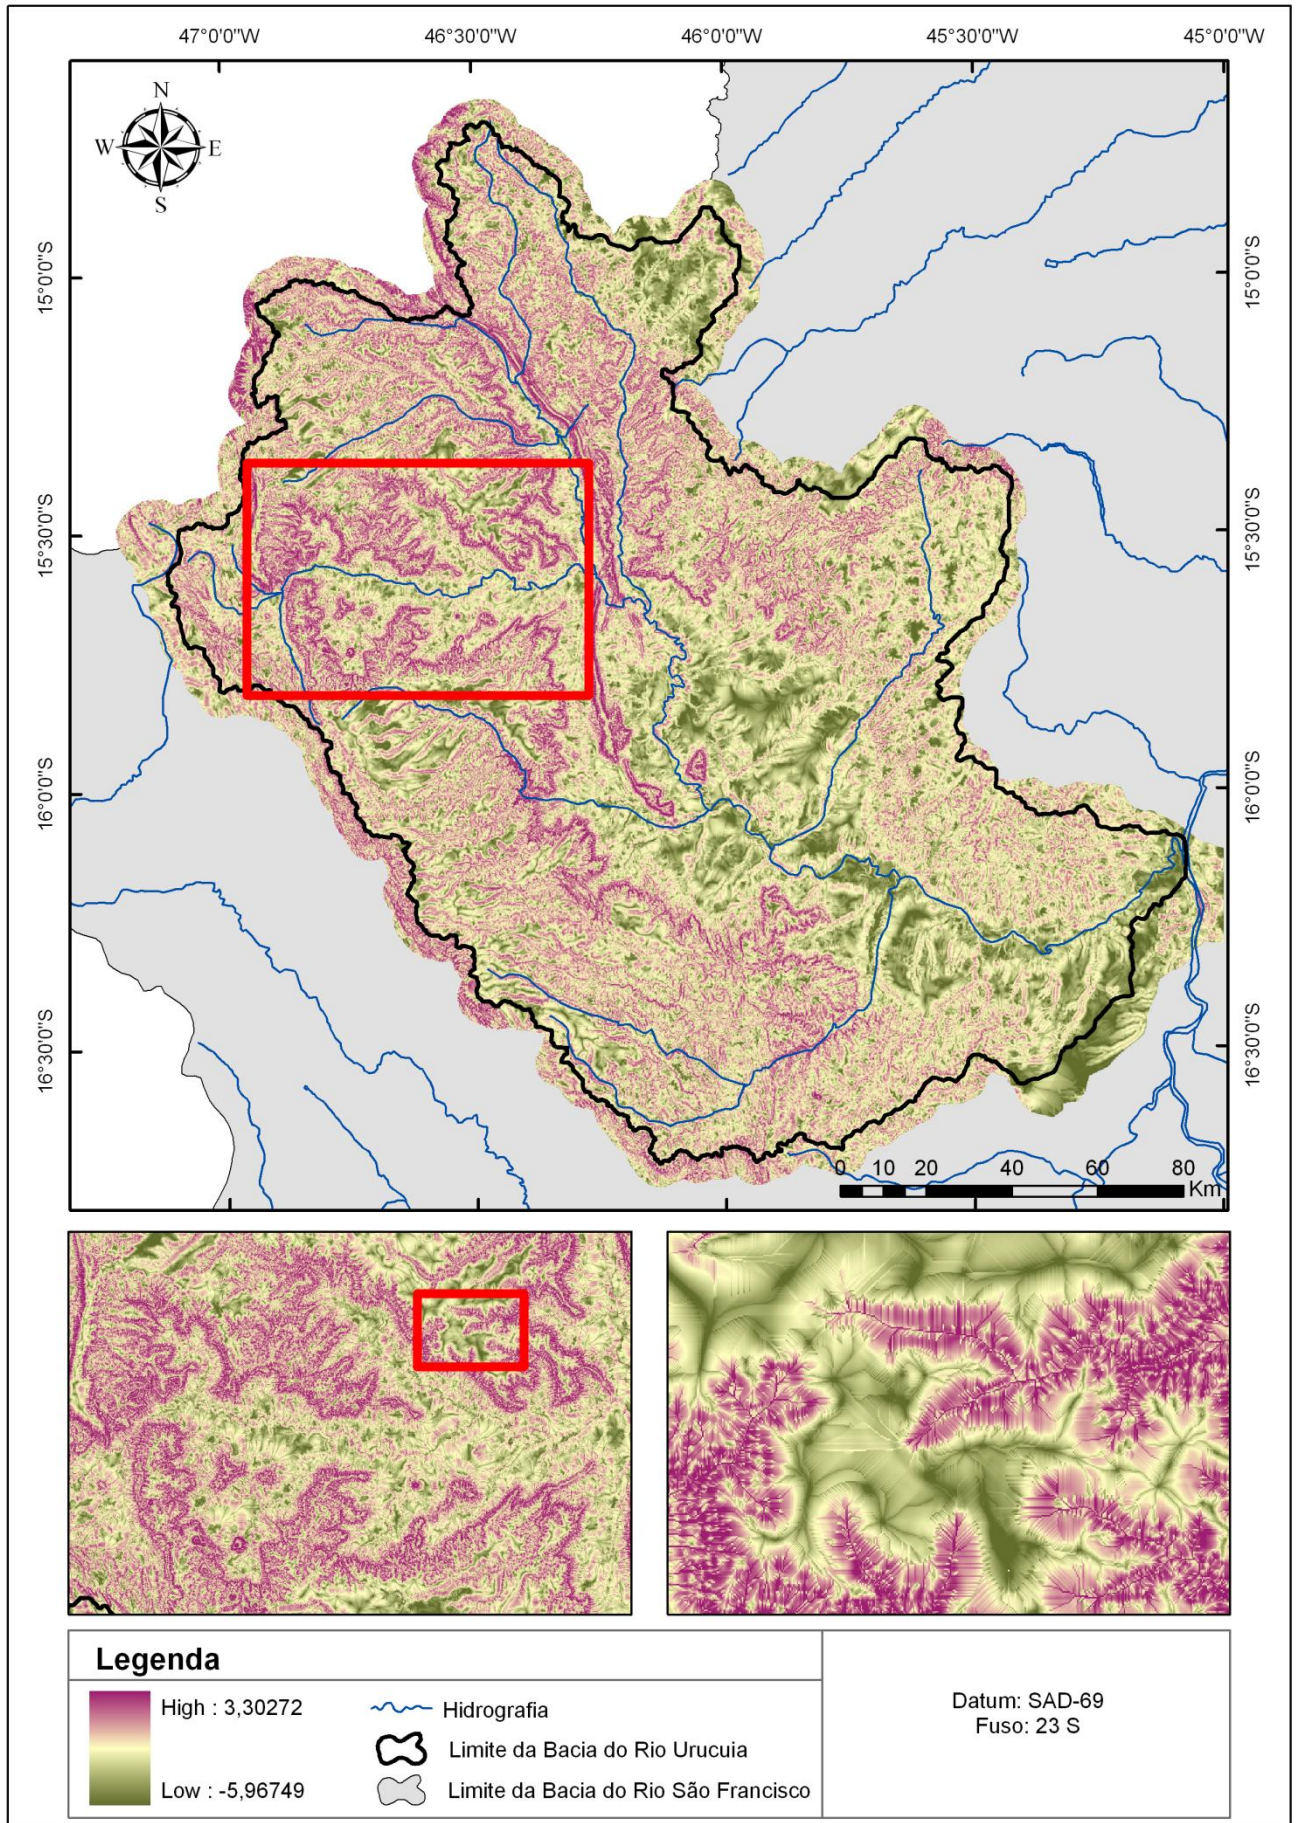 47°0'0"W 46°30'0"W 46°0'0"W 45°30'0"W 45°0'0"W
N
W E
S
15°0'0"S 15°0'0"S
15°30'0"S 15°30'0"S
16°0'0"S 16°0'0"S
16°30'0"S 16°30'0"S
0 10 20 40 60 80
Km
Legenda
High : 3,30272
Low : -5,96749
Hidrografia
Limite da Bacia do Rio Urucuia
Limite da Bacia do Rio São Francisco
Datum: SAD-69
Fuso: 23 S